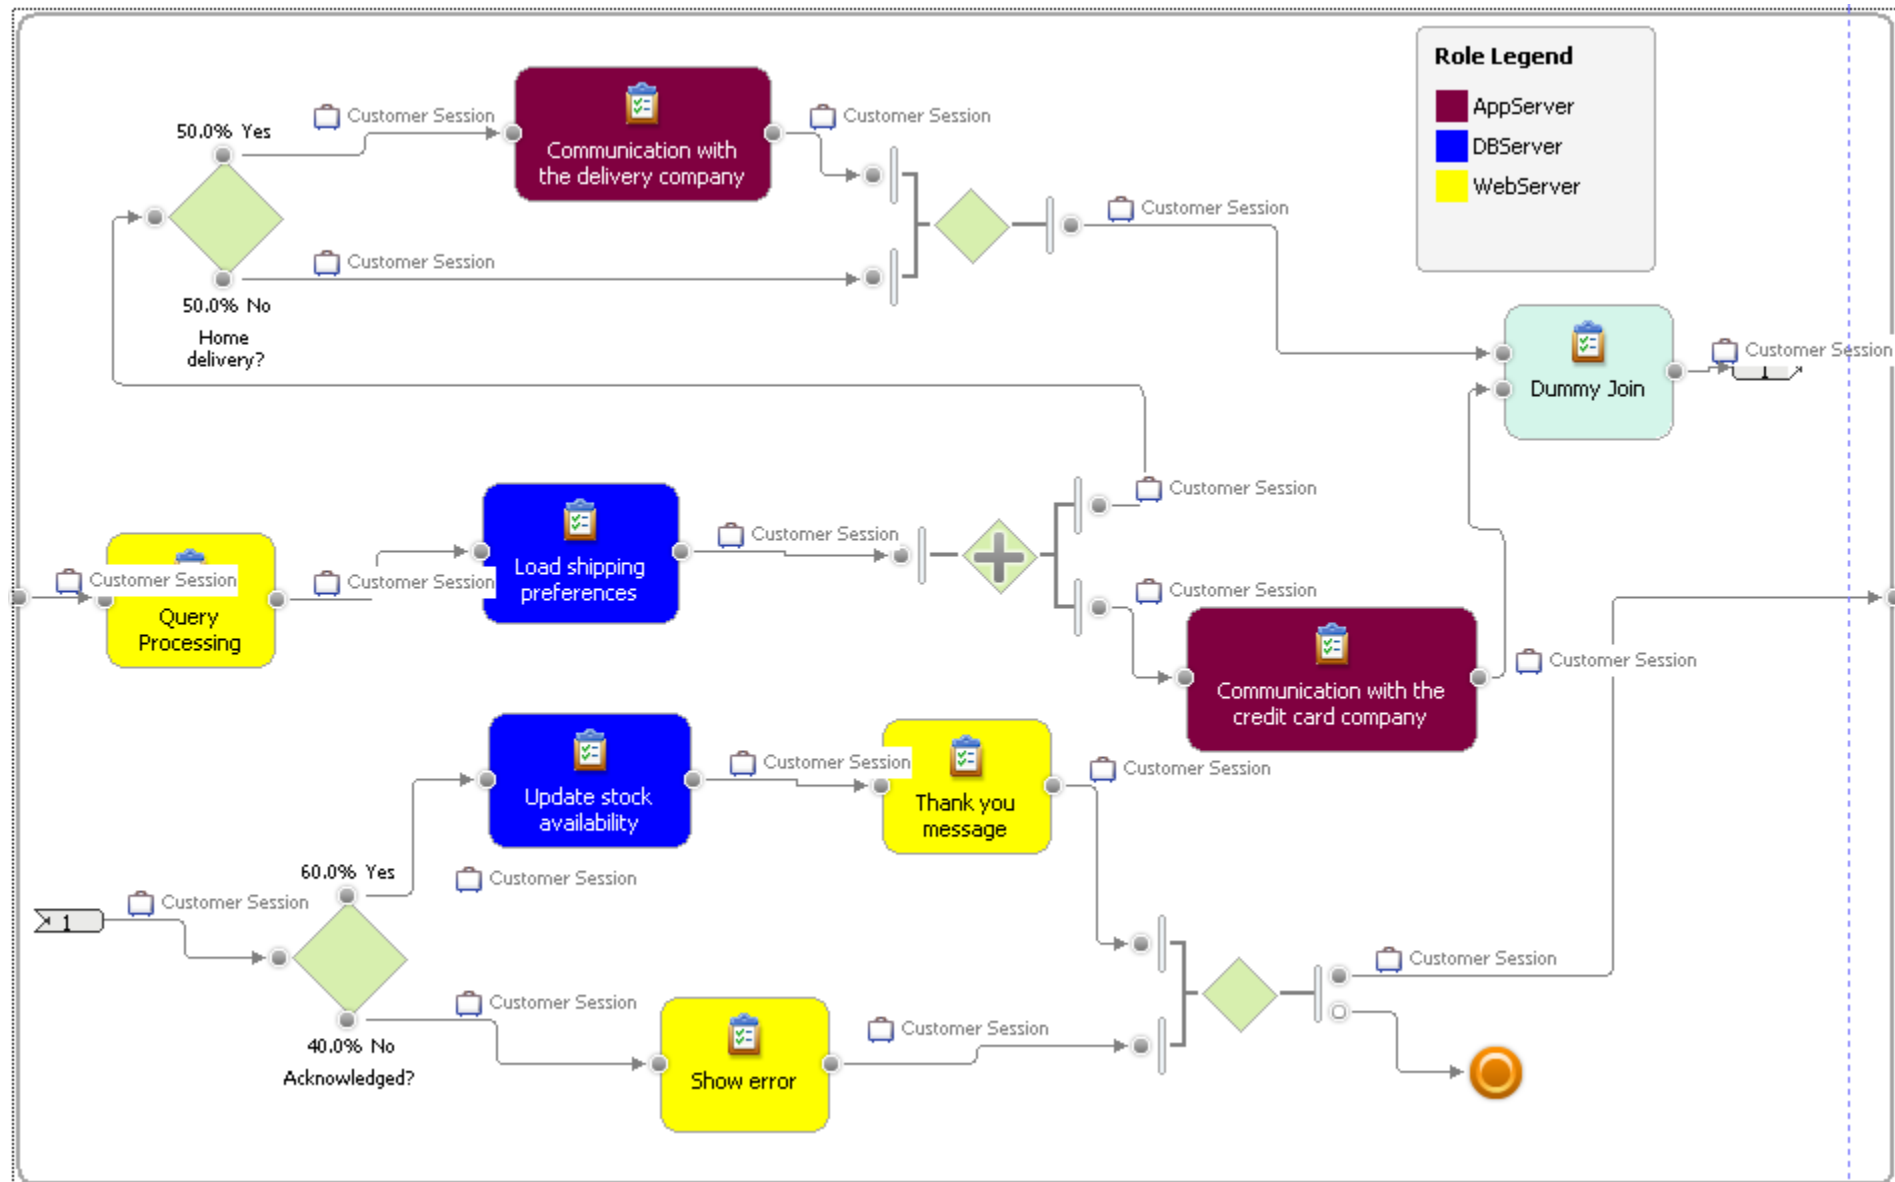 Role Legend
AppServer
DBServer
WebServer
50.0% Yes
Customer Session
Communication with
the delivery company
Customer Session
Customer Session
50.0% No
Home
delivery?
Customer Session
Customer Session
1
Dummy Join
Customer Session
Customer Session
Query
Processing
Customer Session
Load shipping
preferences
Customer Session
Customer Session
Communication with the
credit card company
Customer Session
Update stock
availability
Customer Session
Thank you
message
Customer Session
1
Customer Session
60.0% Yes
Customer Session
40.0% No
Acknowledged?
Customer Session
Show error
Customer Session
Customer Session